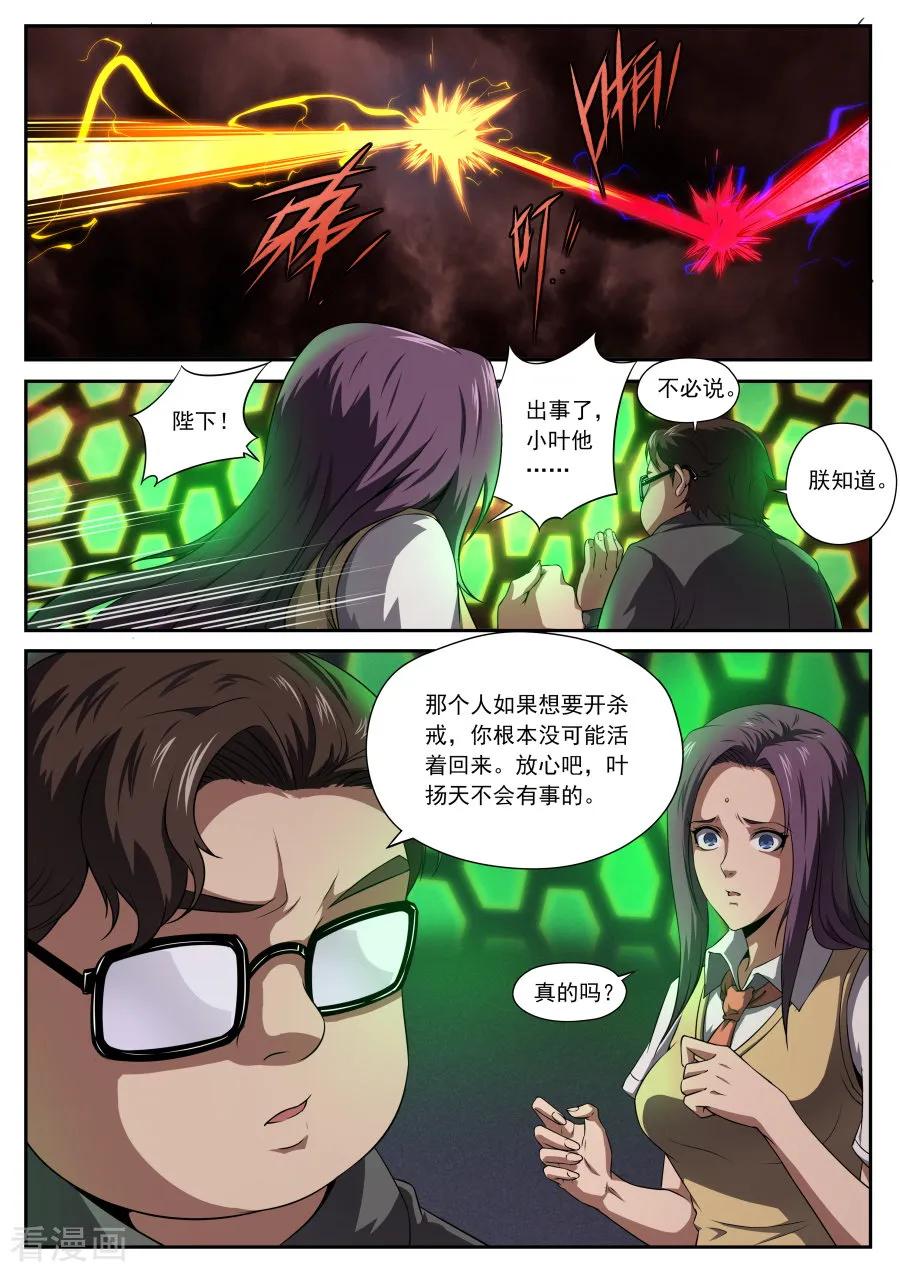 叮
陛下！
出事了，
小叶他
……
不必说。
朕知道。
那个人如果想要开杀
戒，你根本没可能活
着回来。放心吧，叶
扬天不会有事的。
真的吗？
看漫画